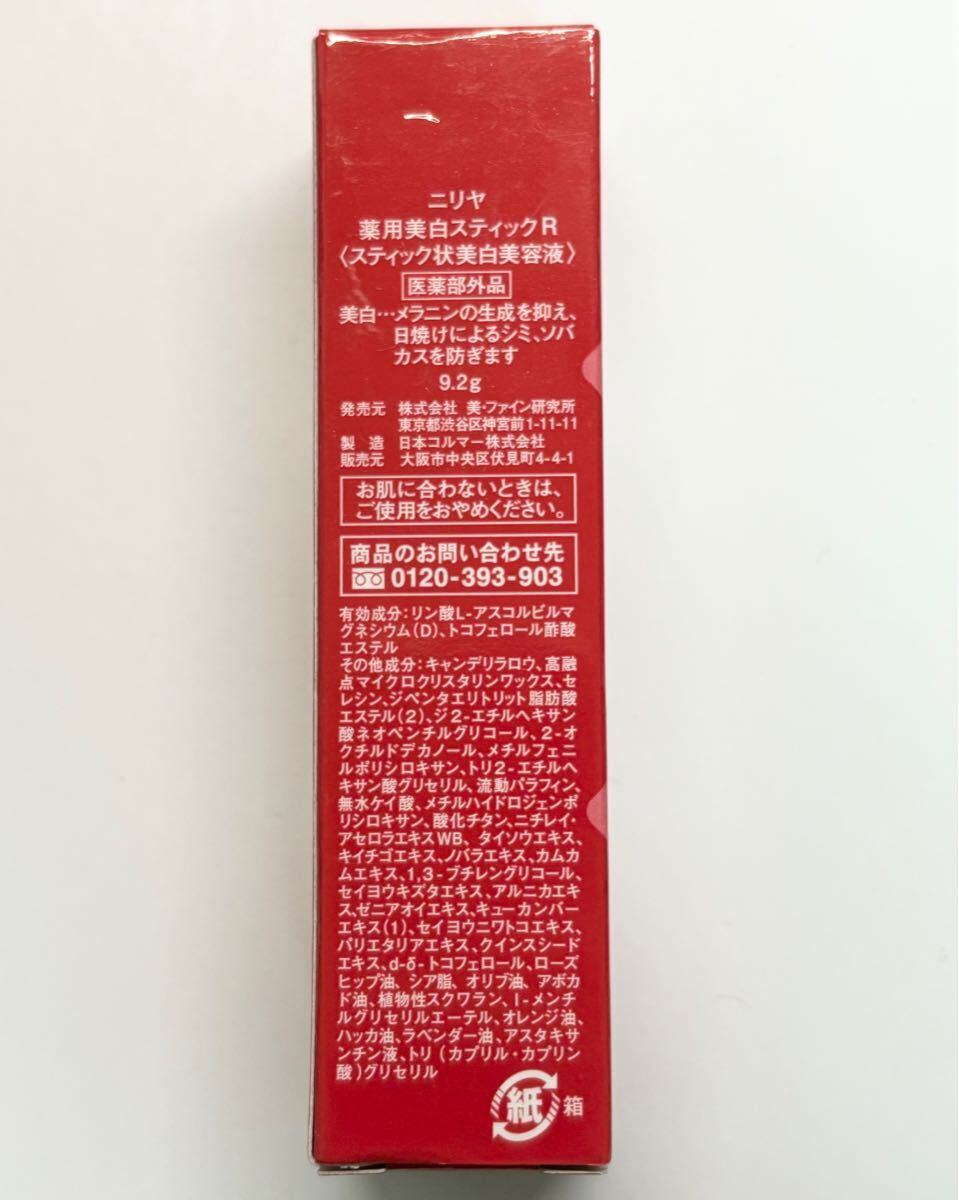 ニリヤ
薬用美白スティックR
〈スティック状美白美容液〉
医薬部外品
美白…メラニンの生成を抑え、
日焼けによるシミ、ソバ
カスを防ぎます
9.2g
発売元 株式会社 美・ファイン研究所
東京都渋谷区神宮前1-11-11
製造 日本コルマー株式会社
販売元 大阪市中央区伏見町4-4-1
お肌に合わないときは、
ご使用をおやめください。
商品のお問い合わせ先
0120-393-903
有効成分：リン酸L-アスコルビルマ
グネシウム(D)、トコフェロール酢酸
エステル
その他成分：キャンデリラロウ、高融
点マイクロクリスタリンワックス、セ
レシン、ジペンタエリトリット脂肪酸
エステル(2)、ジ2-エチルヘキサン
酸ネオペンチルグリコール、2-オ
クチルドデカノール、メチルフェニ
ルポリシロキサン、トリ2-エチルヘ
キサン酸グリセリル、流動パラフィン、
無水ケイ酸、メチルハイドロジェンポ
リシロキサン、酸化チタン、ニチレイ・
アセロラエキスWB、タイソウエキス、
キイチゴエキス、ノバラエキス、カムカ
ムエキス、1,3-ブチレングリコール、
セイヨウキズタエキス、アルニカエキ
ス、ゼニアオイエキス、キューカンバー
エキス(1)、セイヨウニワトコエキス、
パリエタリアエキス、クインスシード
エキス、d-δ-トコフェロール、ローズ
ヒップ油、シア脂、オリブ油、アボカ
ド油、植物性スクワラン、l-メンチ
ルグリセリルエーテル、オレンジ油、
ハッカ油、ラベンダー油、アスタキサ
ンチン液、トリ(カプリル・カプリン
酸)グリセリル
紙 箱